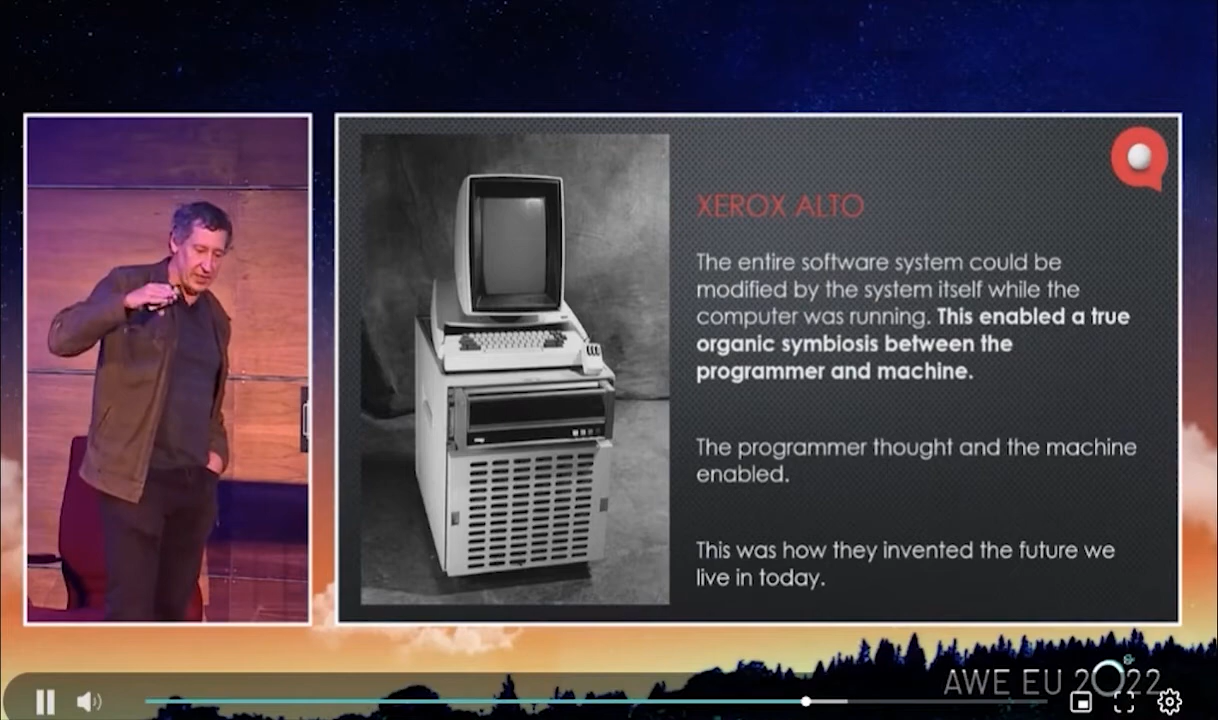 XEROX ALTO
The entire software system could be
modified by the system itself while the
computer was running. This enabled a true
organic symbiosis between the
programmer and machine.
The programmer thought and the machine
enabled.
This was how they invented the future we
live in today.
AWE EU 2022